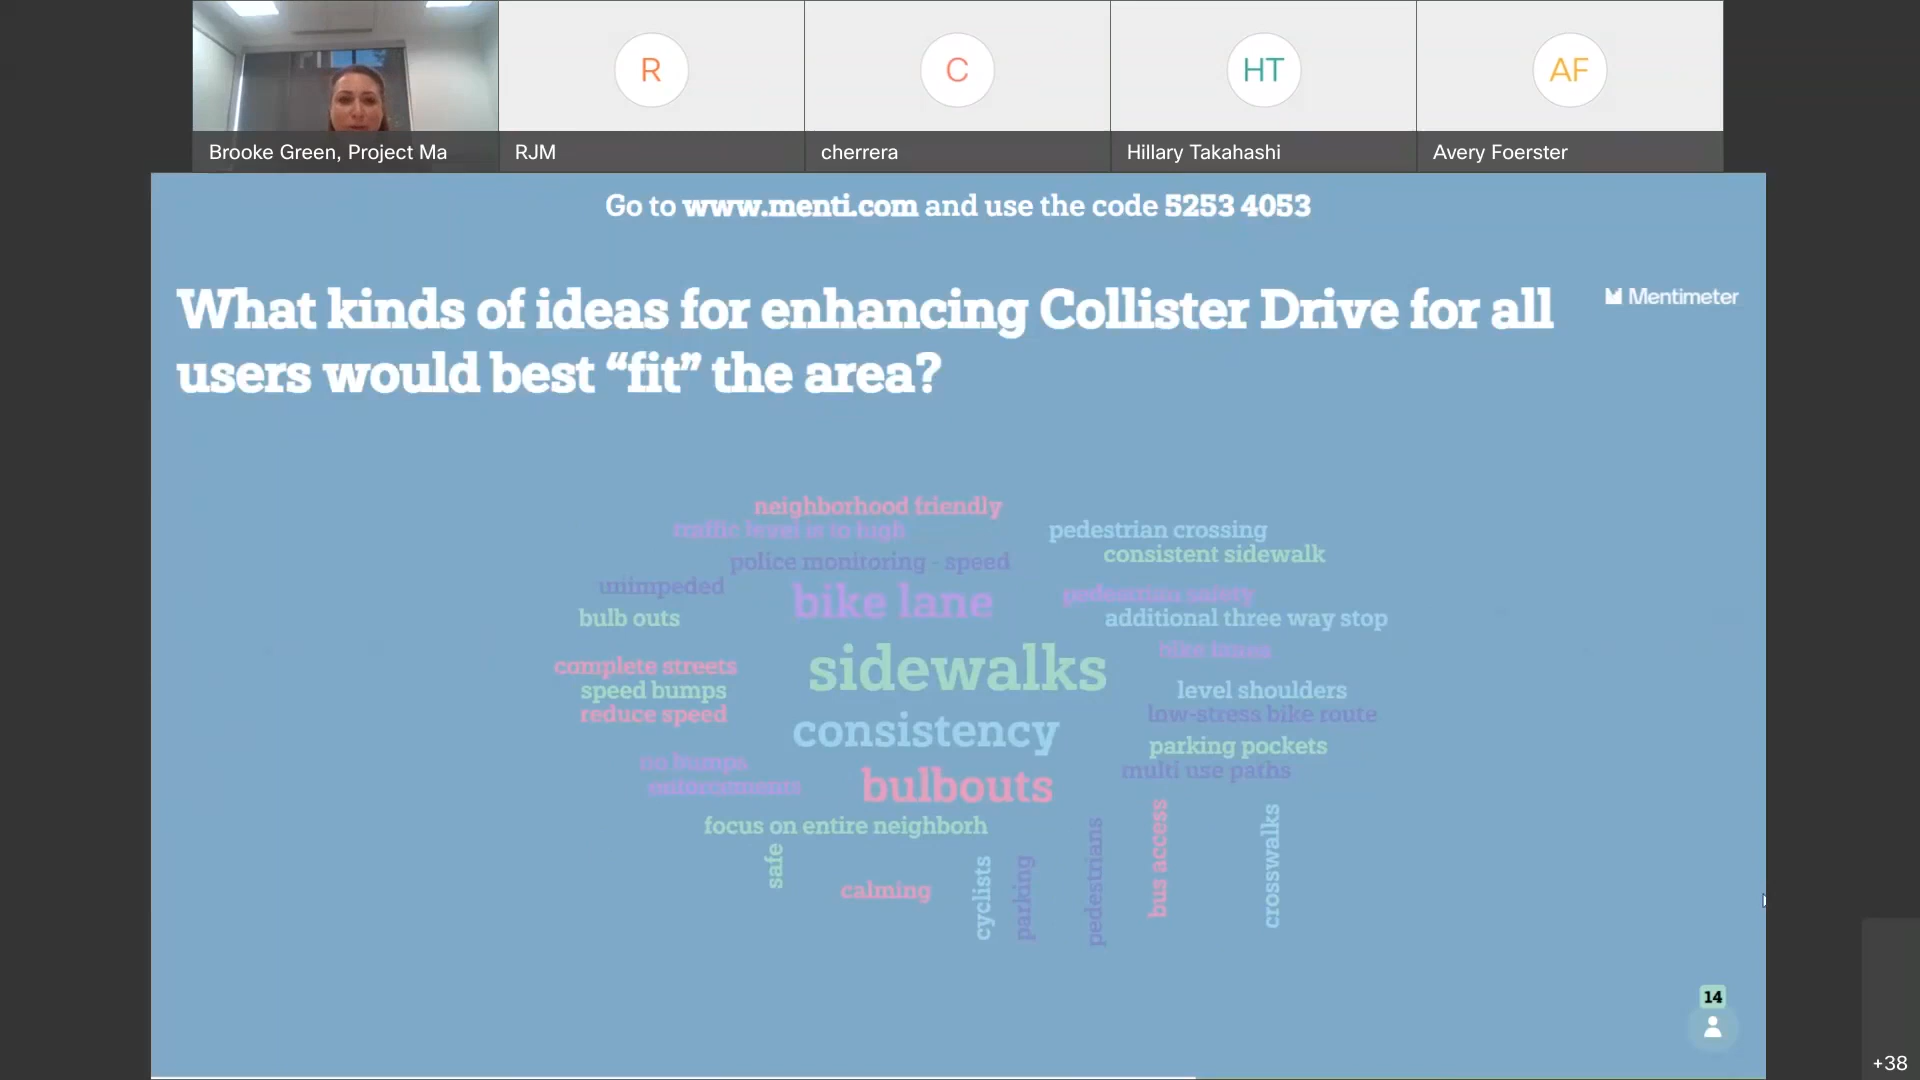 R
C
HT
AF
Brooke Green, Project Ma
RJM
cherrera
Hillary Takahashi
Avery Foerster
Go to www.menti.com and use the code 5253 4053
What kinds of ideas for enhancing Collister Drive for all
users would best “fit” the area?
Mentimeter
neighborhood friendly
traffic level is to high
pedestrian crossing
consistent sidewalk
police monitoring - speed
unimpeded
bike lane
pedestrian safety
bulb outs
additional three way stop
bike lanes
complete streets
sidewalks
speed bumps
level shoulders
reduce speed
low-stress bike route
consistency
parking pockets
no bumps
multi use paths
enforcements
bulbouts
focus on entire neighborh
safe
calming
cyclists
parking
pedestrians
bus access
crosswalks
14
+38